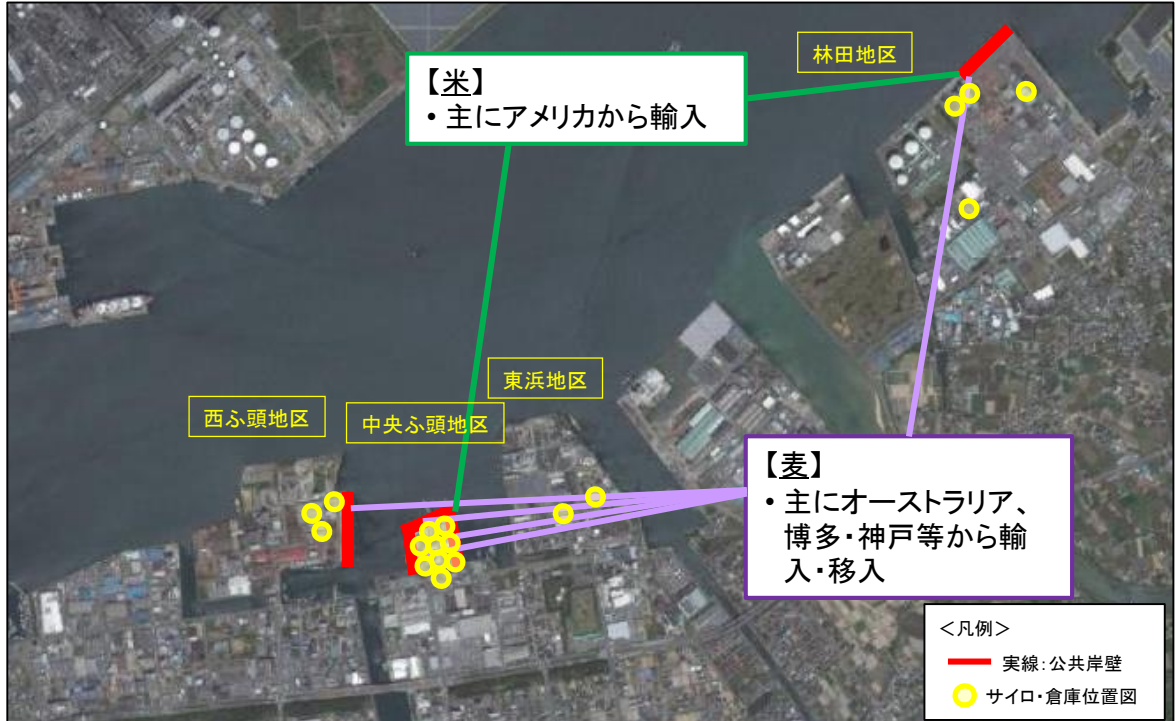 林田地区
【米】
・主にアメリカから輸入
東浜地区
西ふ頭地区
中央ふ頭地区
【麦】
・主にオーストラリア、
博多・神戸等から輸
入・移入
＜凡例＞
実線：公共岸壁
サイロ・倉庫位置図